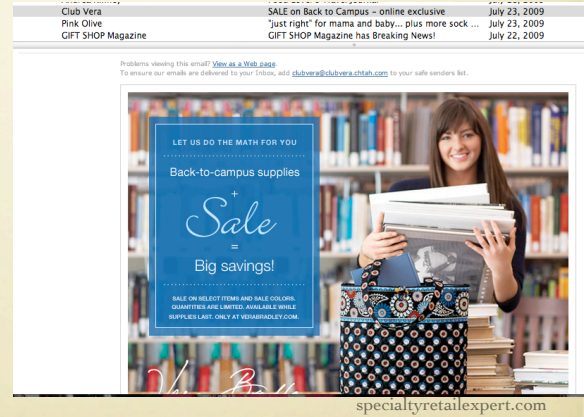 Club Vera SALE on Back to Campus – online exclusive July 23, 2009
Pink Olive "just right" for mama and baby... plus more sock ... July 23, 2009
GIFT SHOP Magazine GIFT SHOP Magazine has Breaking News! July 22, 2009
Problems viewing this email? View as a Web page.
To ensure our emails are delivered to your Inbox, add clubvera@clubvera.chtah.com to your safe senders list.
LET US DO THE MATH FOR YOU
Back-to-campus supplies
+
Sale
=
Big savings!
SALE ON SELECT ITEMS AND SALE COLORS.
QUANTITIES ARE LIMITED. AVAILABLE WHILE
SUPPLIES LAST. ONLY AT VERABRADLEY.COM.
specialtyretailexpert.com